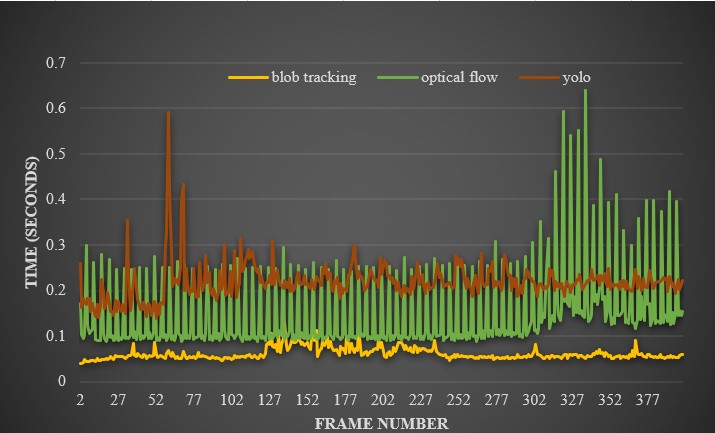 0.7
blob tracking optical flow yolo
0.6
0.5
0.4
0.3
0.2
0.1
0
TIME (SECONDS)
2 27 52 77 102 127 152 177 202 227 252 277 302 327 352 377
FRAME NUMBER